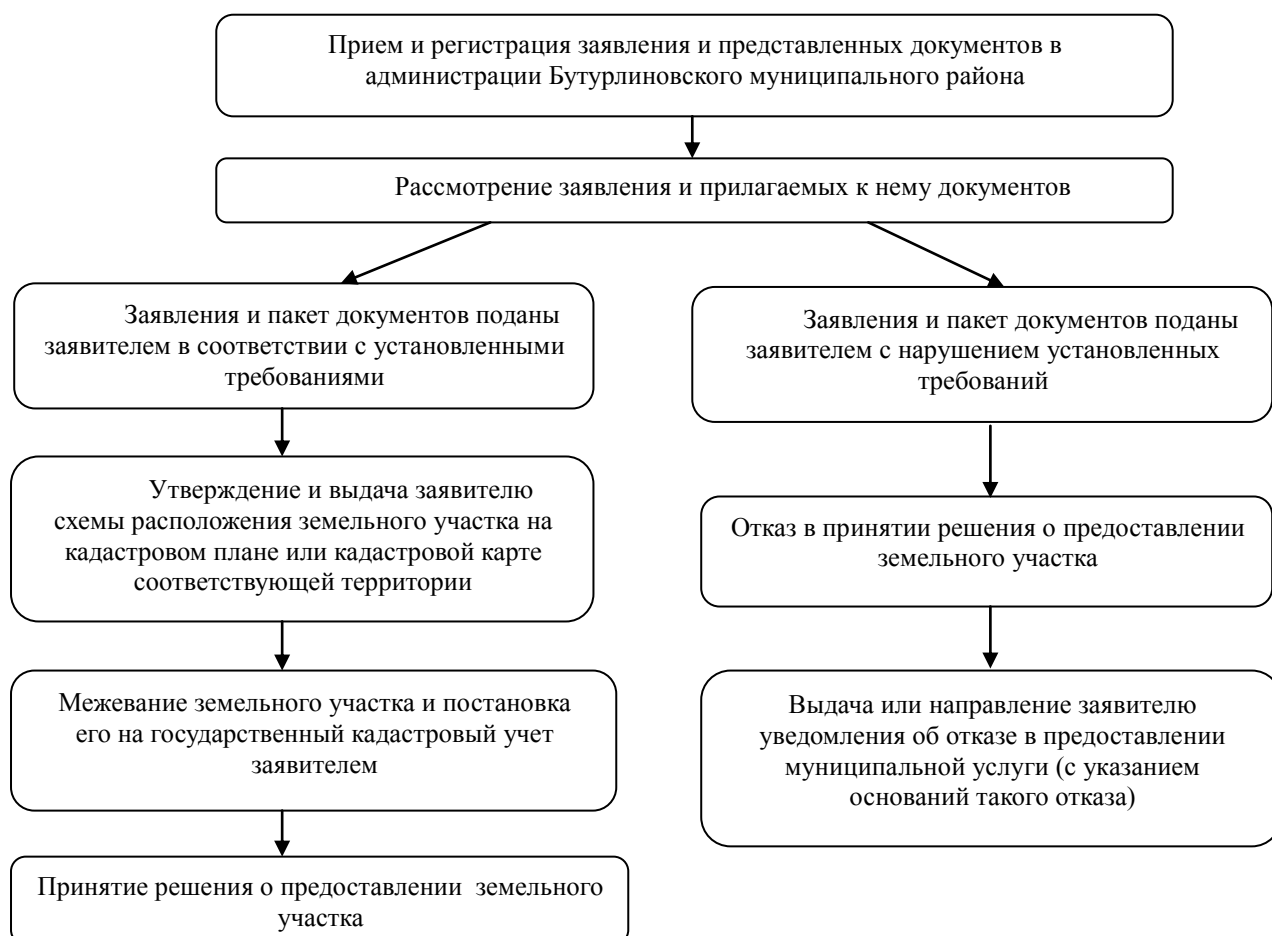 Прием и регистрация заявления и представленных документов в
администрации Бутурлиновского муниципального района
Рассмотрение заявления и прилагаемых к нему документов
Заявления и пакет документов поданы
заявителем в соответствии с установленными
требованиями
Заявления и пакет документов поданы
заявителем с нарушением установленных
требований
Утверждение и выдача заявителю
схемы расположения земельного участка на
кадастровом плане или кадастровой карте
соответствующей территории
Отказ в принятии решения о предоставлении
земельного участка
Межевание земельного участка и постановка
его на государственный кадастровый учет
заявителем
Выдача или направление заявителю
уведомления об отказе в предоставлении
муниципальной услуги (с указанием
оснований такого отказа)
Принятие решения о предоставлении земельного
участка